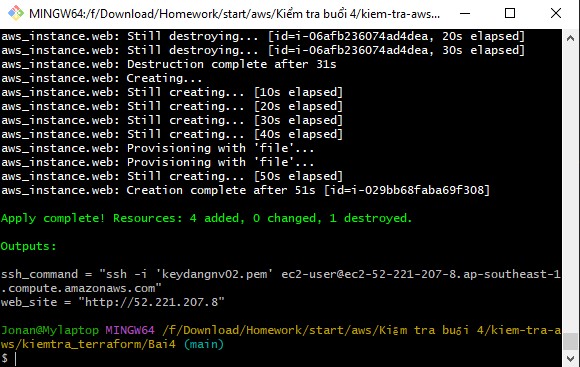 MINGW64:/f/Download/Homework/start/aws/Kiểm tra buổi 4/kiem-tra-aws...
aws_instance.web: Still destroying... [id=i-06afb236074ad4dea, 20s elapsed]
aws_instance.web: Still destroying... [id=i-06afb236074ad4dea, 30s elapsed]
aws_instance.web: Destruction complete after 31s
aws_instance.web: Creating...
aws_instance.web: Still creating... [10s elapsed]
aws_instance.web: Still creating... [20s elapsed]
aws_instance.web: Still creating... [30s elapsed]
aws_instance.web: Still creating... [40s elapsed]
aws_instance.web: Provisioning with 'file'...
aws_instance.web: Provisioning with 'file'...
aws_instance.web: Still creating... [50s elapsed]
aws_instance.web: Creation complete after 51s [id=i-029bb68faba69f308]
Apply complete! Resources: 4 added, 0 changed, 1 destroyed.
Outputs:
ssh_command = "ssh -i 'keydangnv02.pem' ec2-user@ec2-52-221-207-8.ap-southeast-1
.compute.amazonaws.com"
web_site = "http://52.221.207.8"
Jonan@Mylaptop MINGW64 /f/Download/Homework/start/aws/Kiểm tra buổi 4/kiem-tra-a
ws/kiemtra_terraform/Bai4 (main)
$